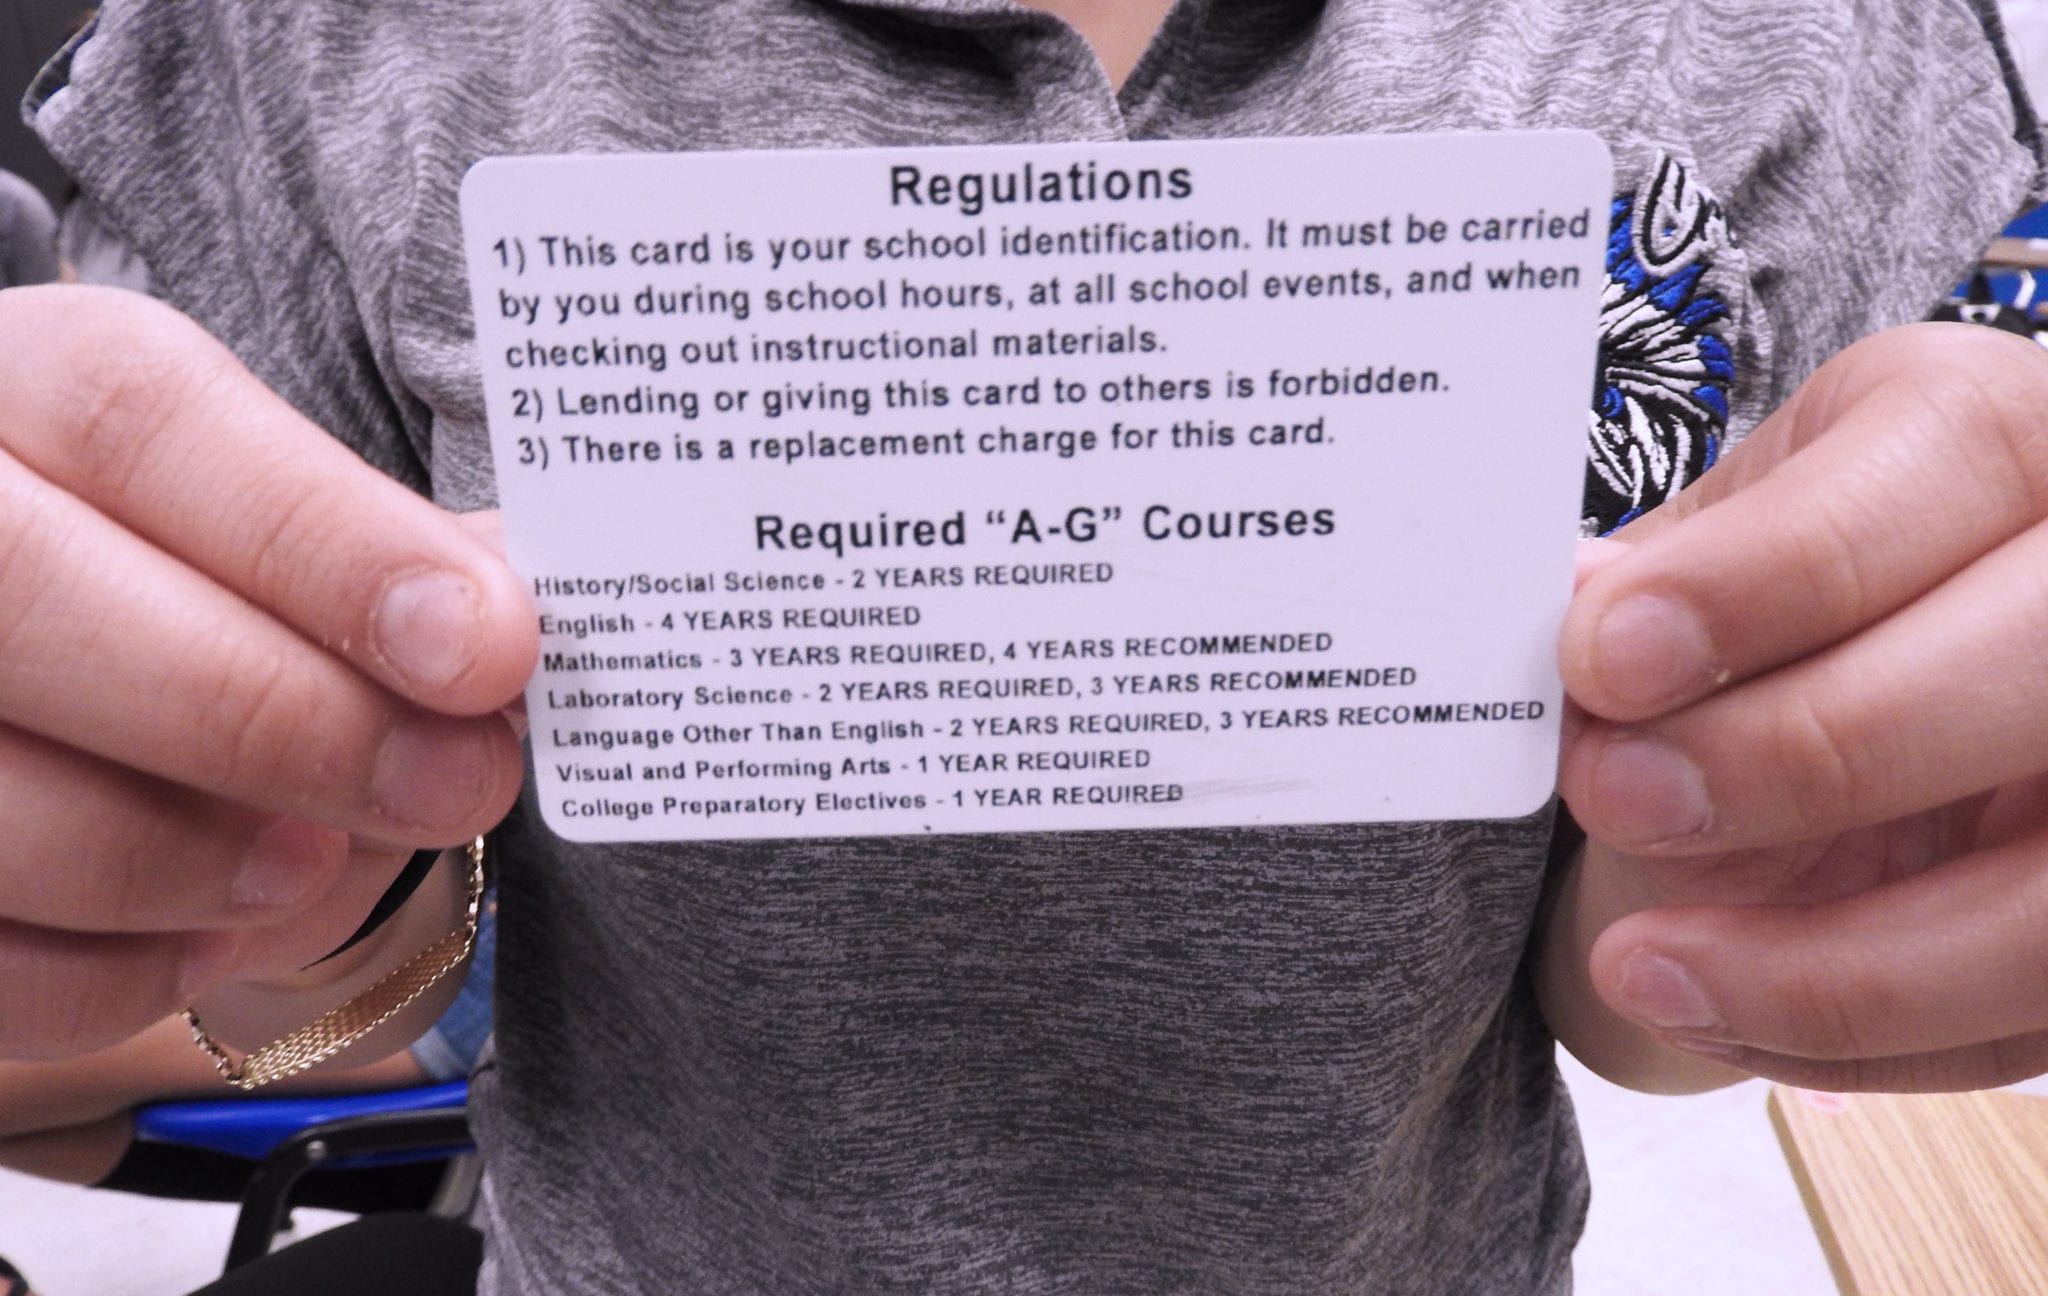 Regulations
1) This card is your school identification. It must be carried
by you during school hours, at all school events, and when
checking out instructional materials.
2) Lending or giving this card to others is forbidden.
3) There is a replacement charge for this card.
Required “A-G” Courses
History/Social Science - 2 YEARS REQUIRED
English - 4 YEARS REQUIRED
Mathematics - 3 YEARS REQUIRED, 4 YEARS RECOMMENDED
Laboratory Science - 2 YEARS REQUIRED, 3 YEARS RECOMMENDED
Language Other Than English - 2 YEARS REQUIRED, 3 YEARS RECOMMENDED
Visual and Performing Arts - 1 YEAR REQUIRED
College Preparatory Electives - 1 YEAR REQUIRED